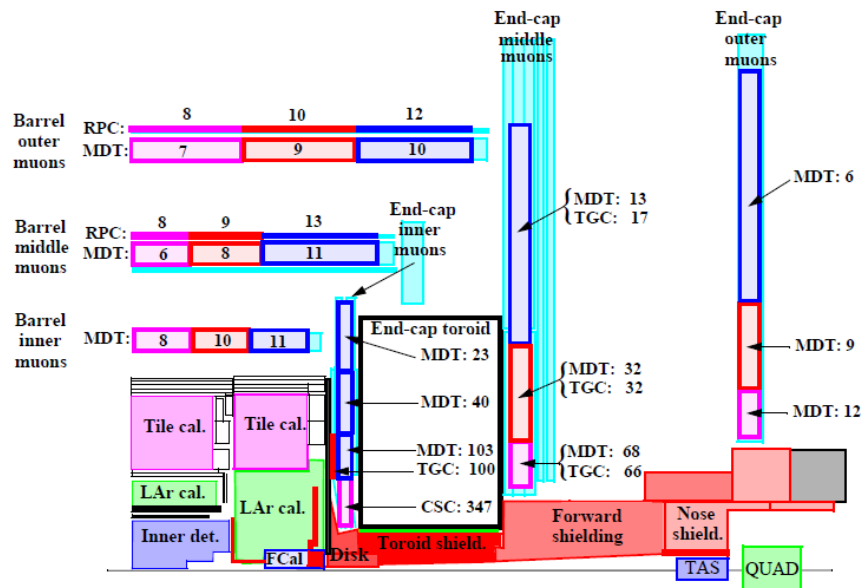 End-cap
middle
muons
End-cap
outer
muons
Barrel
outer
muons
8 10 12
RPC:
MDT: 7 9 10
MDT: 6
{MDT: 13
{TGC: 17
Barrel
middle
muons
8 9 13
RPC:
MDT: 6 8 11
End-cap
inner
muons
Barrel
inner
muons
MDT: 8 10 11
End-cap toroid
MDT: 23
MDT: 9
{MDT: 32
{TGC: 32
MDT: 40
MDT: 12
Tile cal. Tile cal.
MDT: 103
TGC: 100
{MDT: 68
{TGC: 66
LAr cal.
LAr cal.
CSC: 347
Inner det.
Forward
shielding
Nose
shield.
FCal
Disk
Toroid shield.
TAS
QUAD